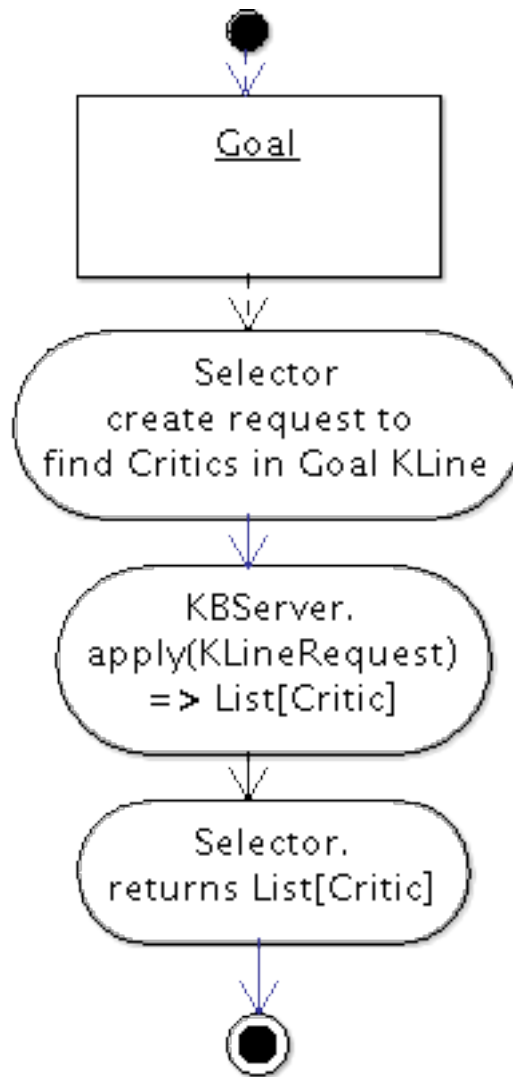 Goal
Selector
create request to
find Critics in Goal KLine
KBServer.
apply(KLineRequest)
=> List[Critic]
Selector.
returns List[Critic]